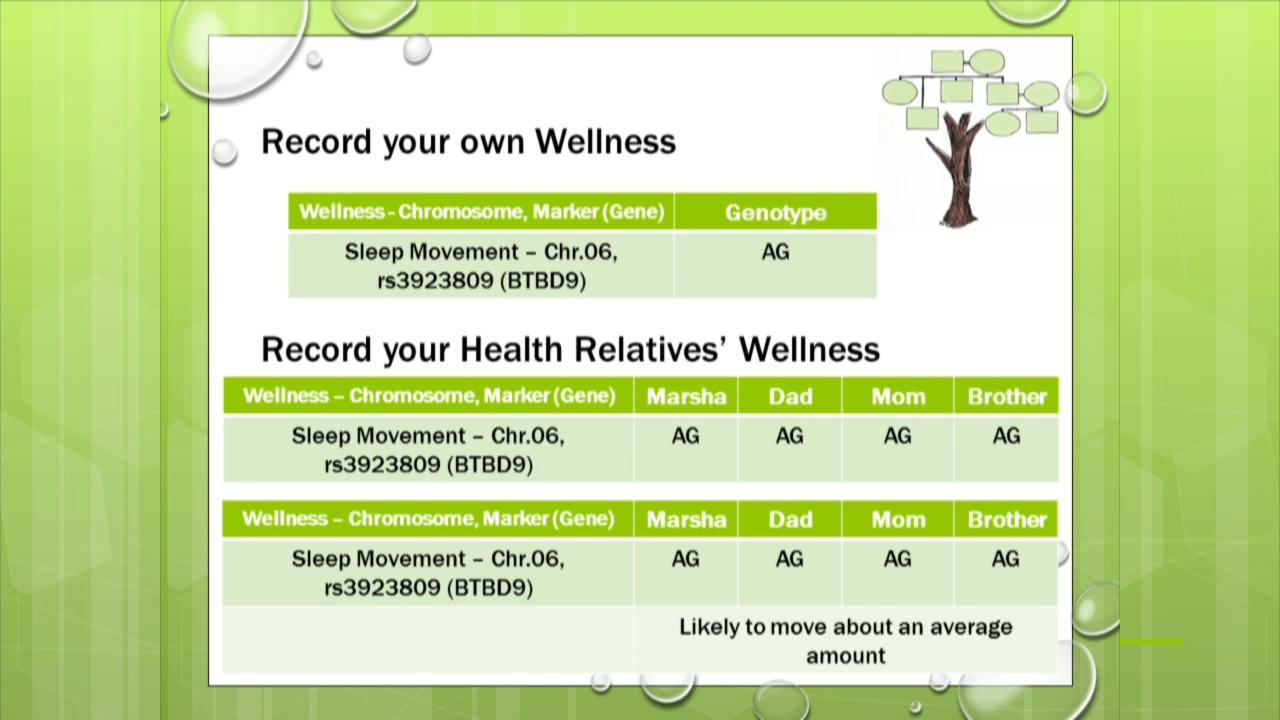 Record your own Wellness
Wellness - Chromosome, Marker (Gene) Genotype
Sleep Movement – Chr.06, AG
rs3923809 (BTBD9)
Record your Health Relatives’ Wellness
Wellness – Chromosome, Marker (Gene) Marsha Dad Mom Brother
Sleep Movement – Chr.06, AG AG AG AG
rs3923809 (BTBD9)
Wellness – Chromosome, Marker (Gene) Marsha Dad Mom Brother
Sleep Movement – Chr.06, AG AG AG AG
rs3923809 (BTBD9)
Likely to move about an average
amount